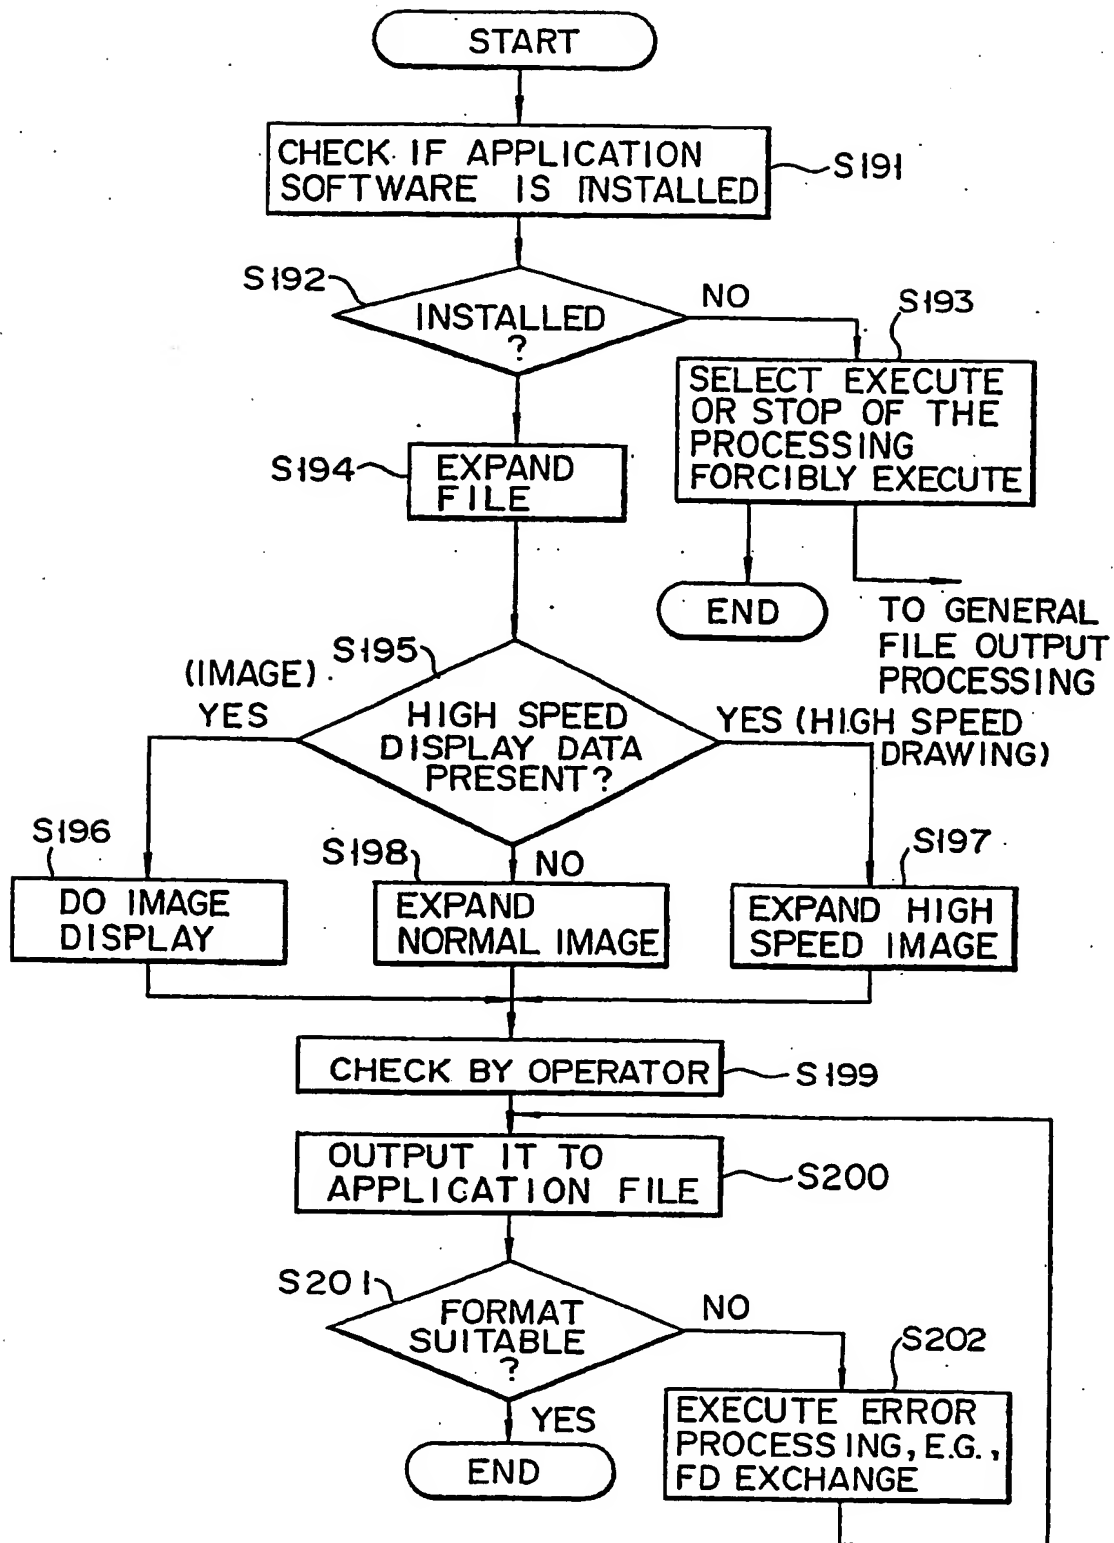 START
CHECK IF APPLICATION
SOFTWARE IS INSTALLED
S191
S192
INSTALLED
?
NO
S193
SELECT EXECUTE
OR STOP OF THE
PROCESSING
FORCIBLY EXECUTE
S194
EXPAND
FILE
END
TO GENERAL
FILE OUTPUT
PROCESSING
S195
(IMAGE)
YES
HIGH SPEED
DISPLAY DATA
PRESENT?
YES (HIGH SPEED
DRAWING)
S196
DO IMAGE
DISPLAY
S198
NO
EXPAND
NORMAL IMAGE
S197
EXPAND HIGH
SPEED IMAGE
CHECK BY OPERATOR
S199
OUTPUT IT TO
APPLICATION FILE
S200
S201
FORMAT
SUITABLE
?
NO
YES
END
S202
EXECUTE ERROR
PROCESSING, E.G.,
FD EXCHANGE